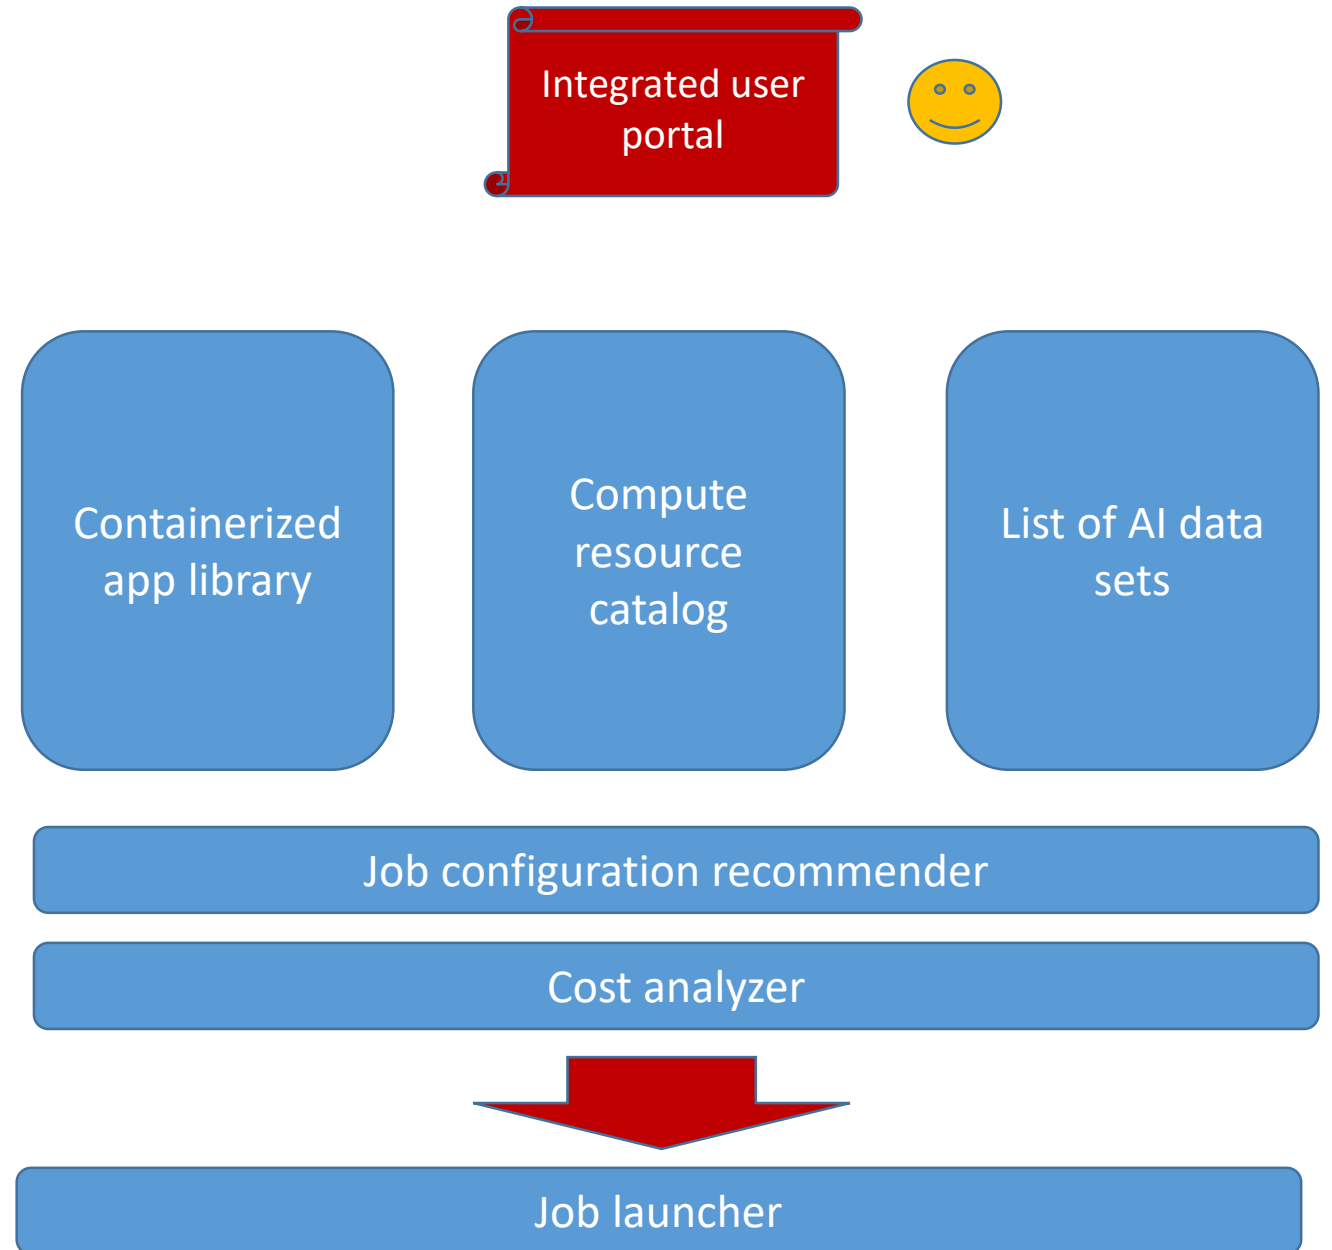 Integrated user
portal
Containerized
app library
Compute
resource
catalog
List of AI data
sets
Job configuration recommender
Cost analyzer
Job launcher